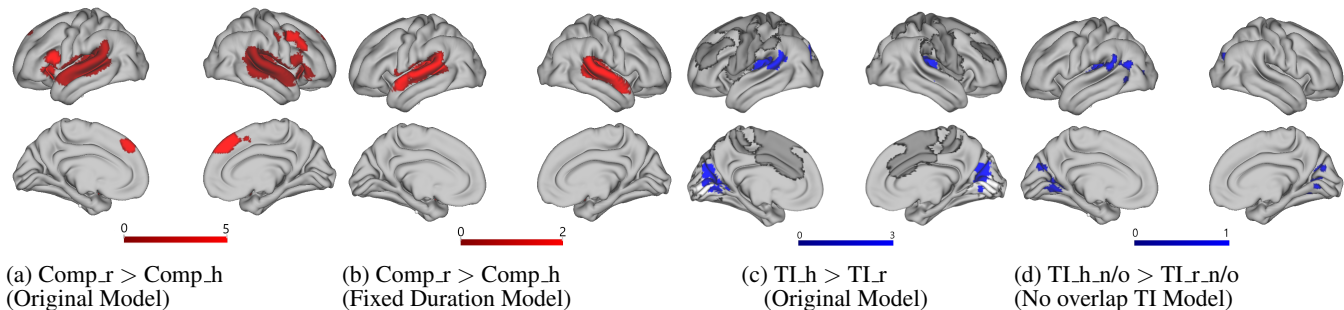 0 5
0 2
0 3
0 1
(a) Comp_r > Comp_h
(Original Model)
(b) Comp_r > Comp_h
(Fixed Duration Model)
(c) TI_h > TI_r
(Original Model)
(d) TI_h_n/o > TI_r_n/o
(No overlap TI Model)